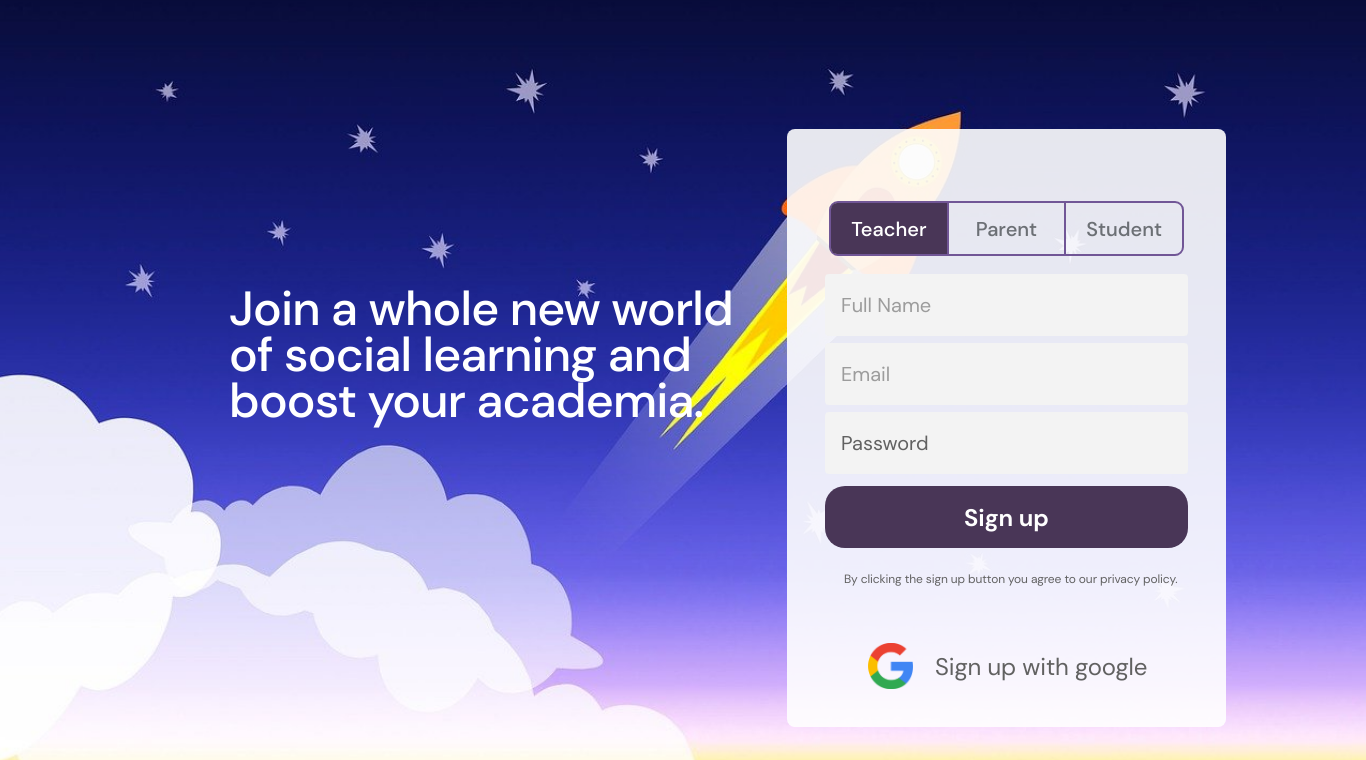 Join a whole new world
of social learning and
boost your academia.
Teacher Parent Student
Full Name
Email
Password
Sign up
By clicking the sign up button you agree to our privacy policy.
Sign up with google